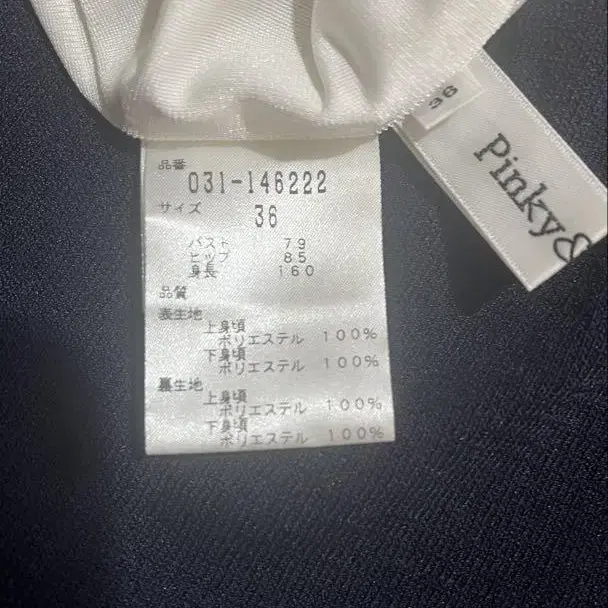 品番
031-146222
サイズ 36
バスト 79
ヒップ 85
身長 160
品質
表生地
上身頃
ポリエステル 100%
下身頃
ポリエステル 100%
裏生地
上身頃
ポリエステル 100%
下身頃
ポリエステル 100%
36
Pinky&